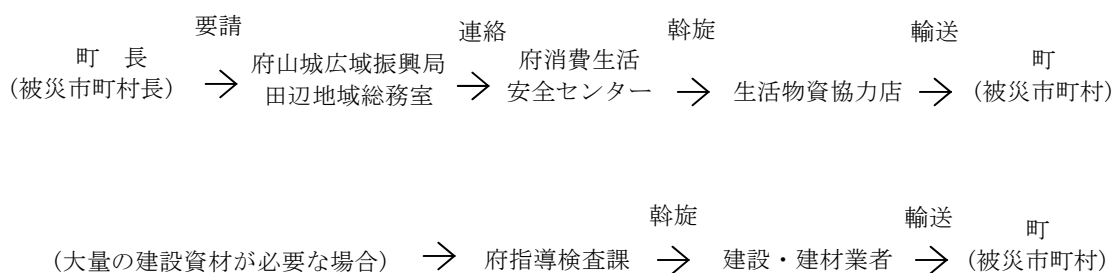 要請 連絡 斡旋 輸送
町　長 府山城広域振興局 府消費生活 町
(被災市町村長) → 田辺地域総務室 → 安全センター → 生活物資協力店 → (被災市町村)
斡旋 輸送
町
(大量の建設資材が必要な場合) → 府指導検査課 → 建設・建材業者 → (被災市町村)